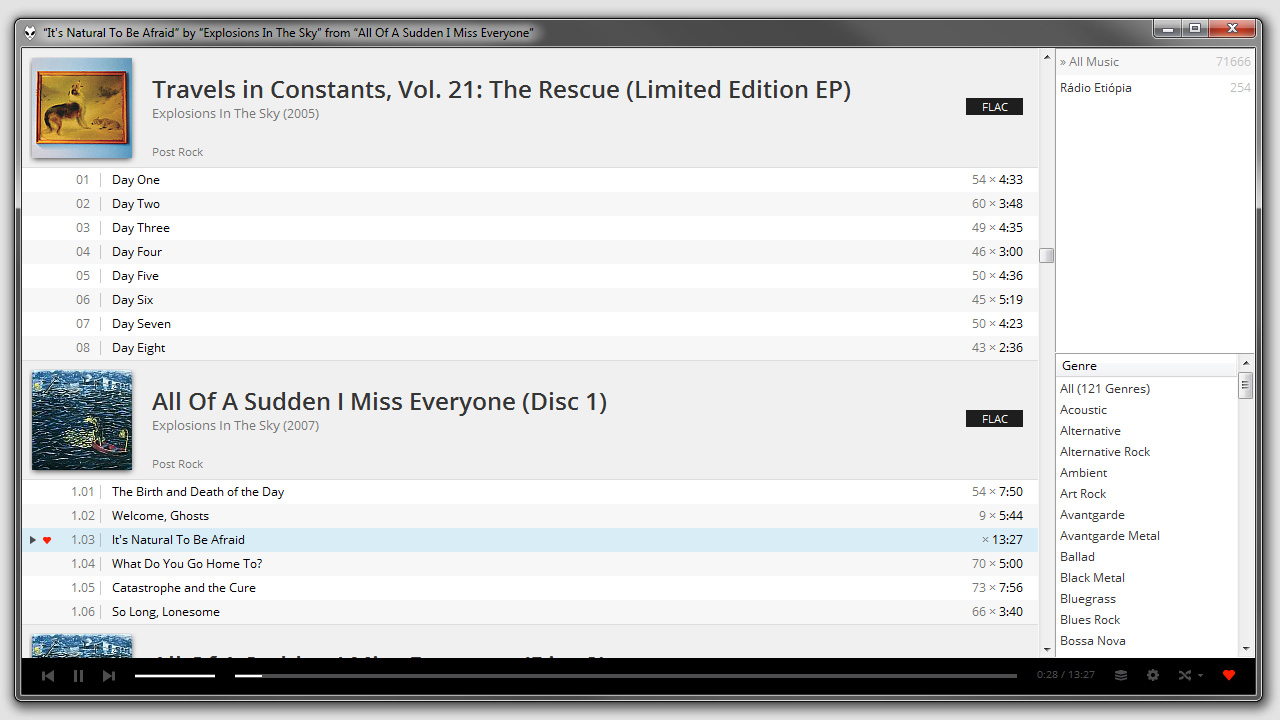 “It's Natural To Be Afraid” by “Explosions In The Sky” from “All Of A Sudden I Miss Everyone”
Travels in Constants, Vol. 21: The Rescue (Limited Edition EP)
Explosions In The Sky (2005)
FLAC
Post Rock
01 Day One 54 × 4:33
02 Day Two 60 × 3:48
03 Day Three 49 × 4:35
04 Day Four 46 × 3:00
05 Day Five 50 × 4:36
06 Day Six 45 × 5:19
07 Day Seven 50 × 4:23
08 Day Eight 43 × 2:36
All Of A Sudden I Miss Everyone (Disc 1)
Explosions In The Sky (2007)
FLAC
Post Rock
1.01 The Birth and Death of the Day 54 × 7:50
1.02 Welcome, Ghosts 9 × 5:44
1.03 It's Natural To Be Afraid × 13:27
1.04 What Do You Go Home To? 70 × 5:00
1.05 Catastrophe and the Cure 73 × 7:56
1.06 So Long, Lonesome 66 × 3:40
» All Music 71666
Rádio Etiópia 254
Genre
All (121 Genres)
Acoustic
Alternative
Alternative Rock
Ambient
Art Rock
Avantgarde
Avantgarde Metal
Ballad
Black Metal
Bluegrass
Blues Rock
Bossa Nova
0:28 / 13:27